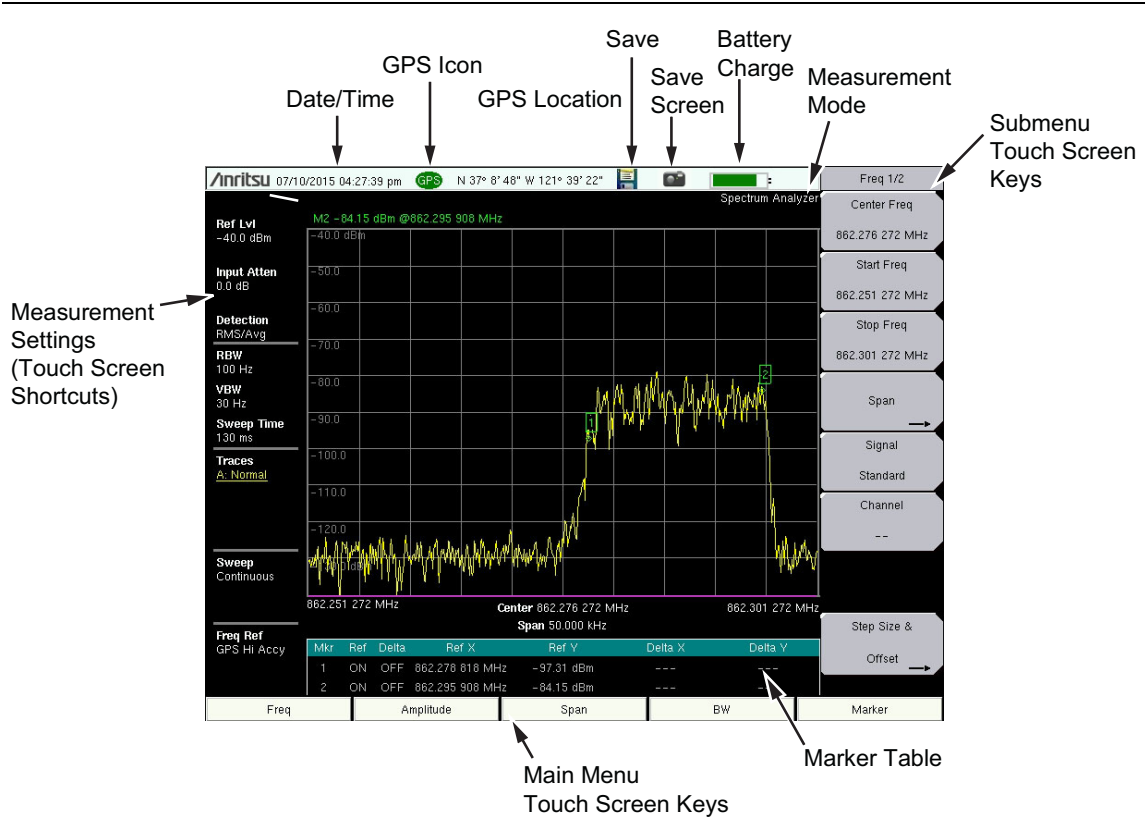 Save
Battery
Charge
GPS Icon
Save
Screen
Measurement
Mode
Date/Time
GPS Location
Submenu
Touch Screen
Keys
Anritsu 07/10/2015 04:27:39 pm GPS N 37° 8' 48" W 121° 39' 22"
Freq 1/2
Spectrum Analyzer
M2 -84.15 dBm @862.295 908 MHz
Ref Lvl
-40.0 dBm
Input Atten
0.0 dB
Detection
RMS/Avg
RBW
100 Hz
VBW
30 Hz
Sweep Time
130 ms
Traces
A: Normal
Sweep
Continuous
Freq Ref
GPS Hi Accy
Measurement
Settings
(Touch Screen
Shortcuts)
-40.0 dBm
-50.0
-60.0
-70.0
-80.0
-90.0
-100.0
-110.0
-120.0
1
2
862.251 272 MHz
Center 862.276 272 MHz
862.301 272 MHz
Span 50.000 kHz
Mkr Ref Delta Ref X Ref Y Delta X Delta Y
1 ON OFF 862.278 818 MHz -97.31 dBm --- ---
2 ON OFF 862.295 908 MHz -84.15 dBm --- ---
Center Freq
862.276 272 MHz
Start Freq
862.251 272 MHz
Stop Freq
862.301 272 MHz
Span
Signal
Standard
Channel
--
Step Size &
Offset
Freq Amplitude Span BW Marker
Marker Table
Main Menu
Touch Screen Keys